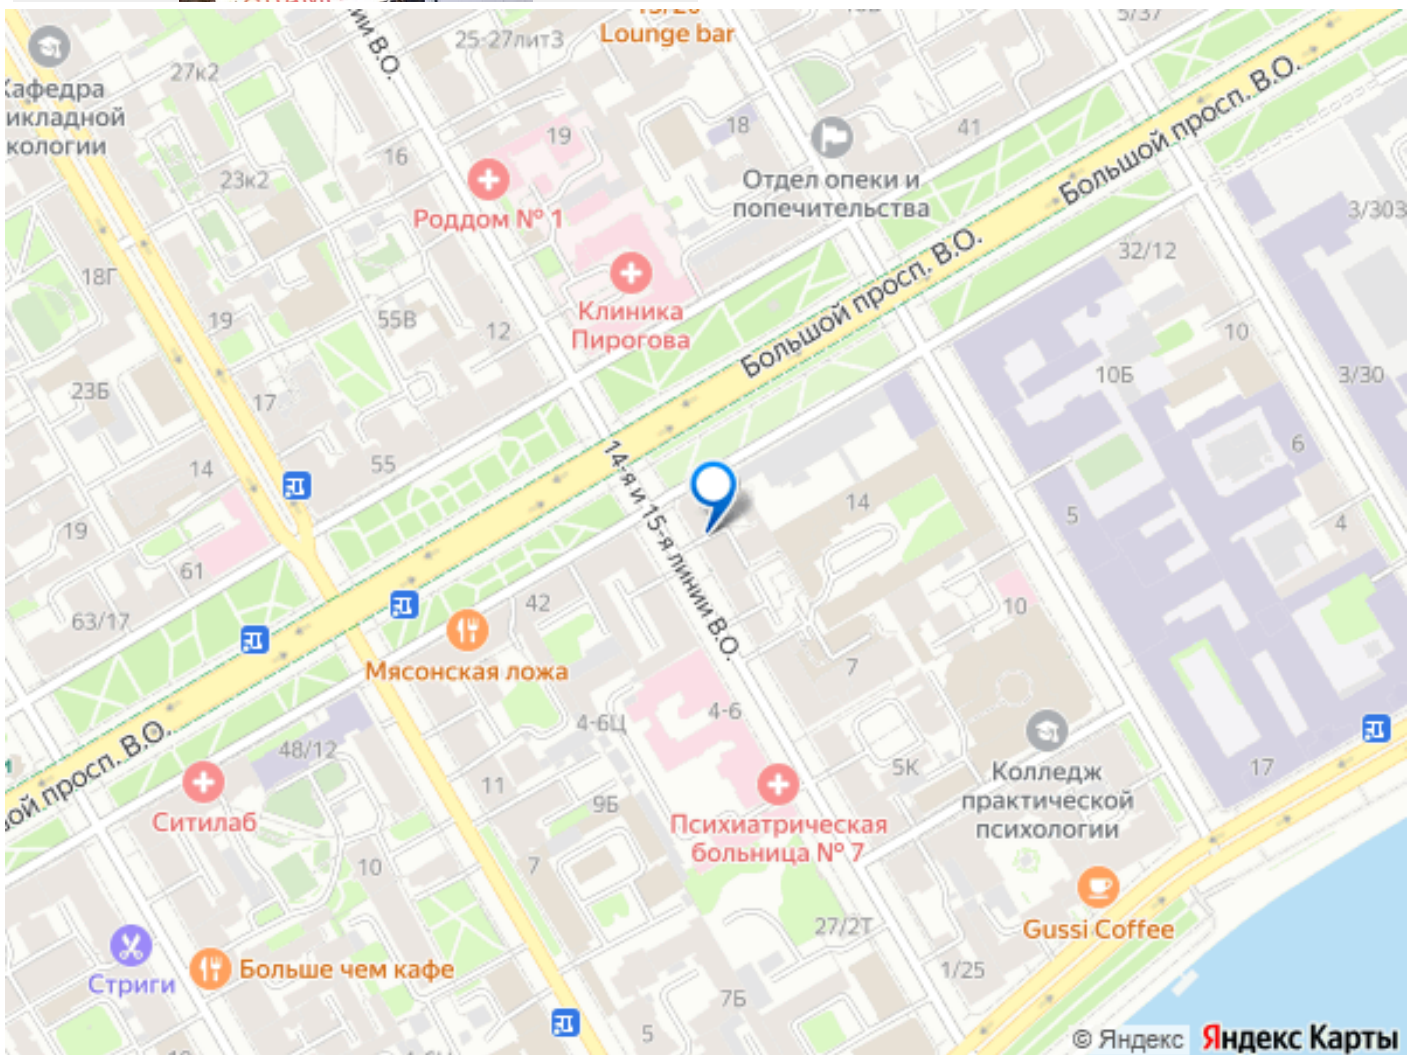 25-27лит3
Lounge bar
5/37
27к2
Кафедра
икладной
кологии
16
19
18
41
Большой просп. В.О.
23к2
Роддом № 1
Отдел опеки и
попечительства
3/303
18Г
19
55В
12
Клиника
Пирогова
Большой просп. В.О.
32/12
10
23Б
17
10Б
3/30
14
55
14-я и 15-я линии В.О.
14
6
19
5
4
61
63/17
42
10
Мясонская ложа
7
4-6
4-6Ц
48/12
ой просп. В.О.
Ситилаб
11
9Б
5К
Колледж
практической
психологии
17
Психиатрическая
больница № 7
10
7
27/2Т
Gussi Coffee
Стриги
Больше чем кафе
1/25
7Б
5
© Яндекс Яндекс Карты